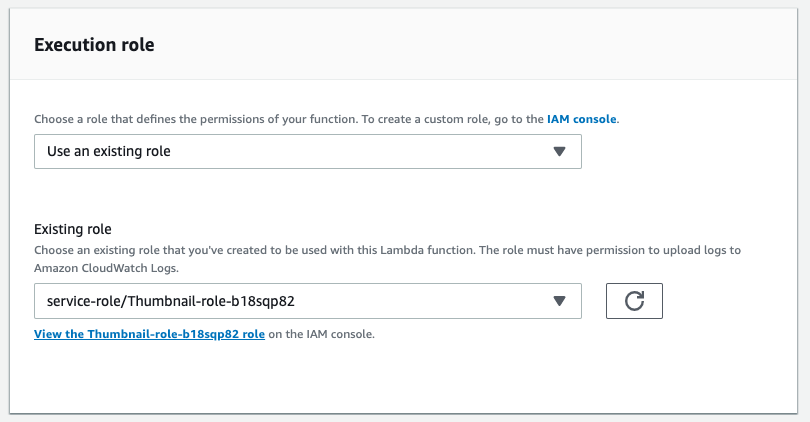 Execution role
Choose a role that defines the permissions of your function. To create a custom role, go to the IAM console.
Use an existing role
Existing role
Choose an existing role that you've created to be used with this Lambda function. The role must have permission to upload logs to
Amazon CloudWatch Logs.
service-role/Thumbnail-role-b18sqp82
View the Thumbnail-role-b18sqp82 role on the IAM console.